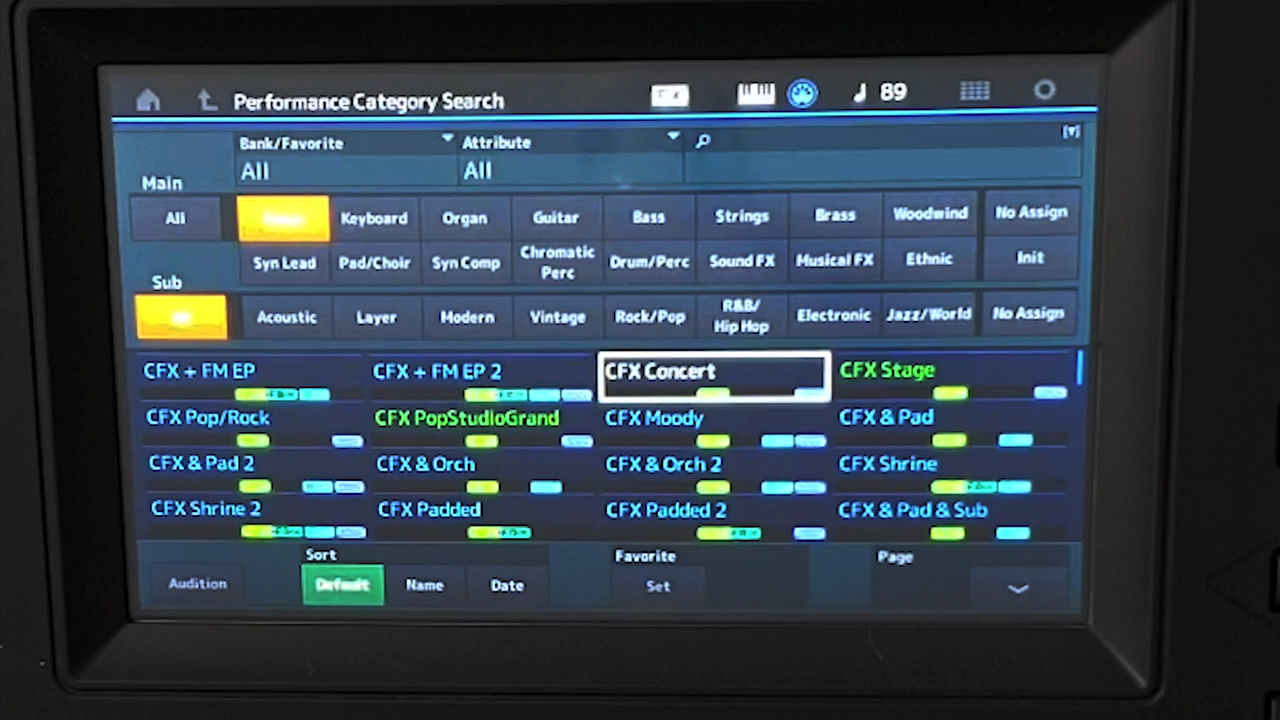 Performance Category Search 89
Bank/Favorite Attribute
All All
Main
All Keyboard Organ Guitar Bass Strings Brass Woodwind No Assign
Syn Lead Pad/Choir Syn Comp Chromatic Perc Drum/Perc Sound FX Musical FX Ethnic Init
Sub
Acoustic Layer Modern Vintage Rock/Pop R&B/ Hip Hop Electronic Jazz/World No Assign
CFX + FM EP CFX + FM EP 2 CFX Concert CFX Stage
CFX Pop/Rock CFX PopStudioGrand CFX Moody CFX & Pad
CFX & Pad 2 CFX & Orch CFX & Orch 2 CFX Shrine
CFX Shrine 2 CFX Padded CFX Padded 2 CFX & Pad & Sub
Sort Favorite Page
Audition Default Name Date Set